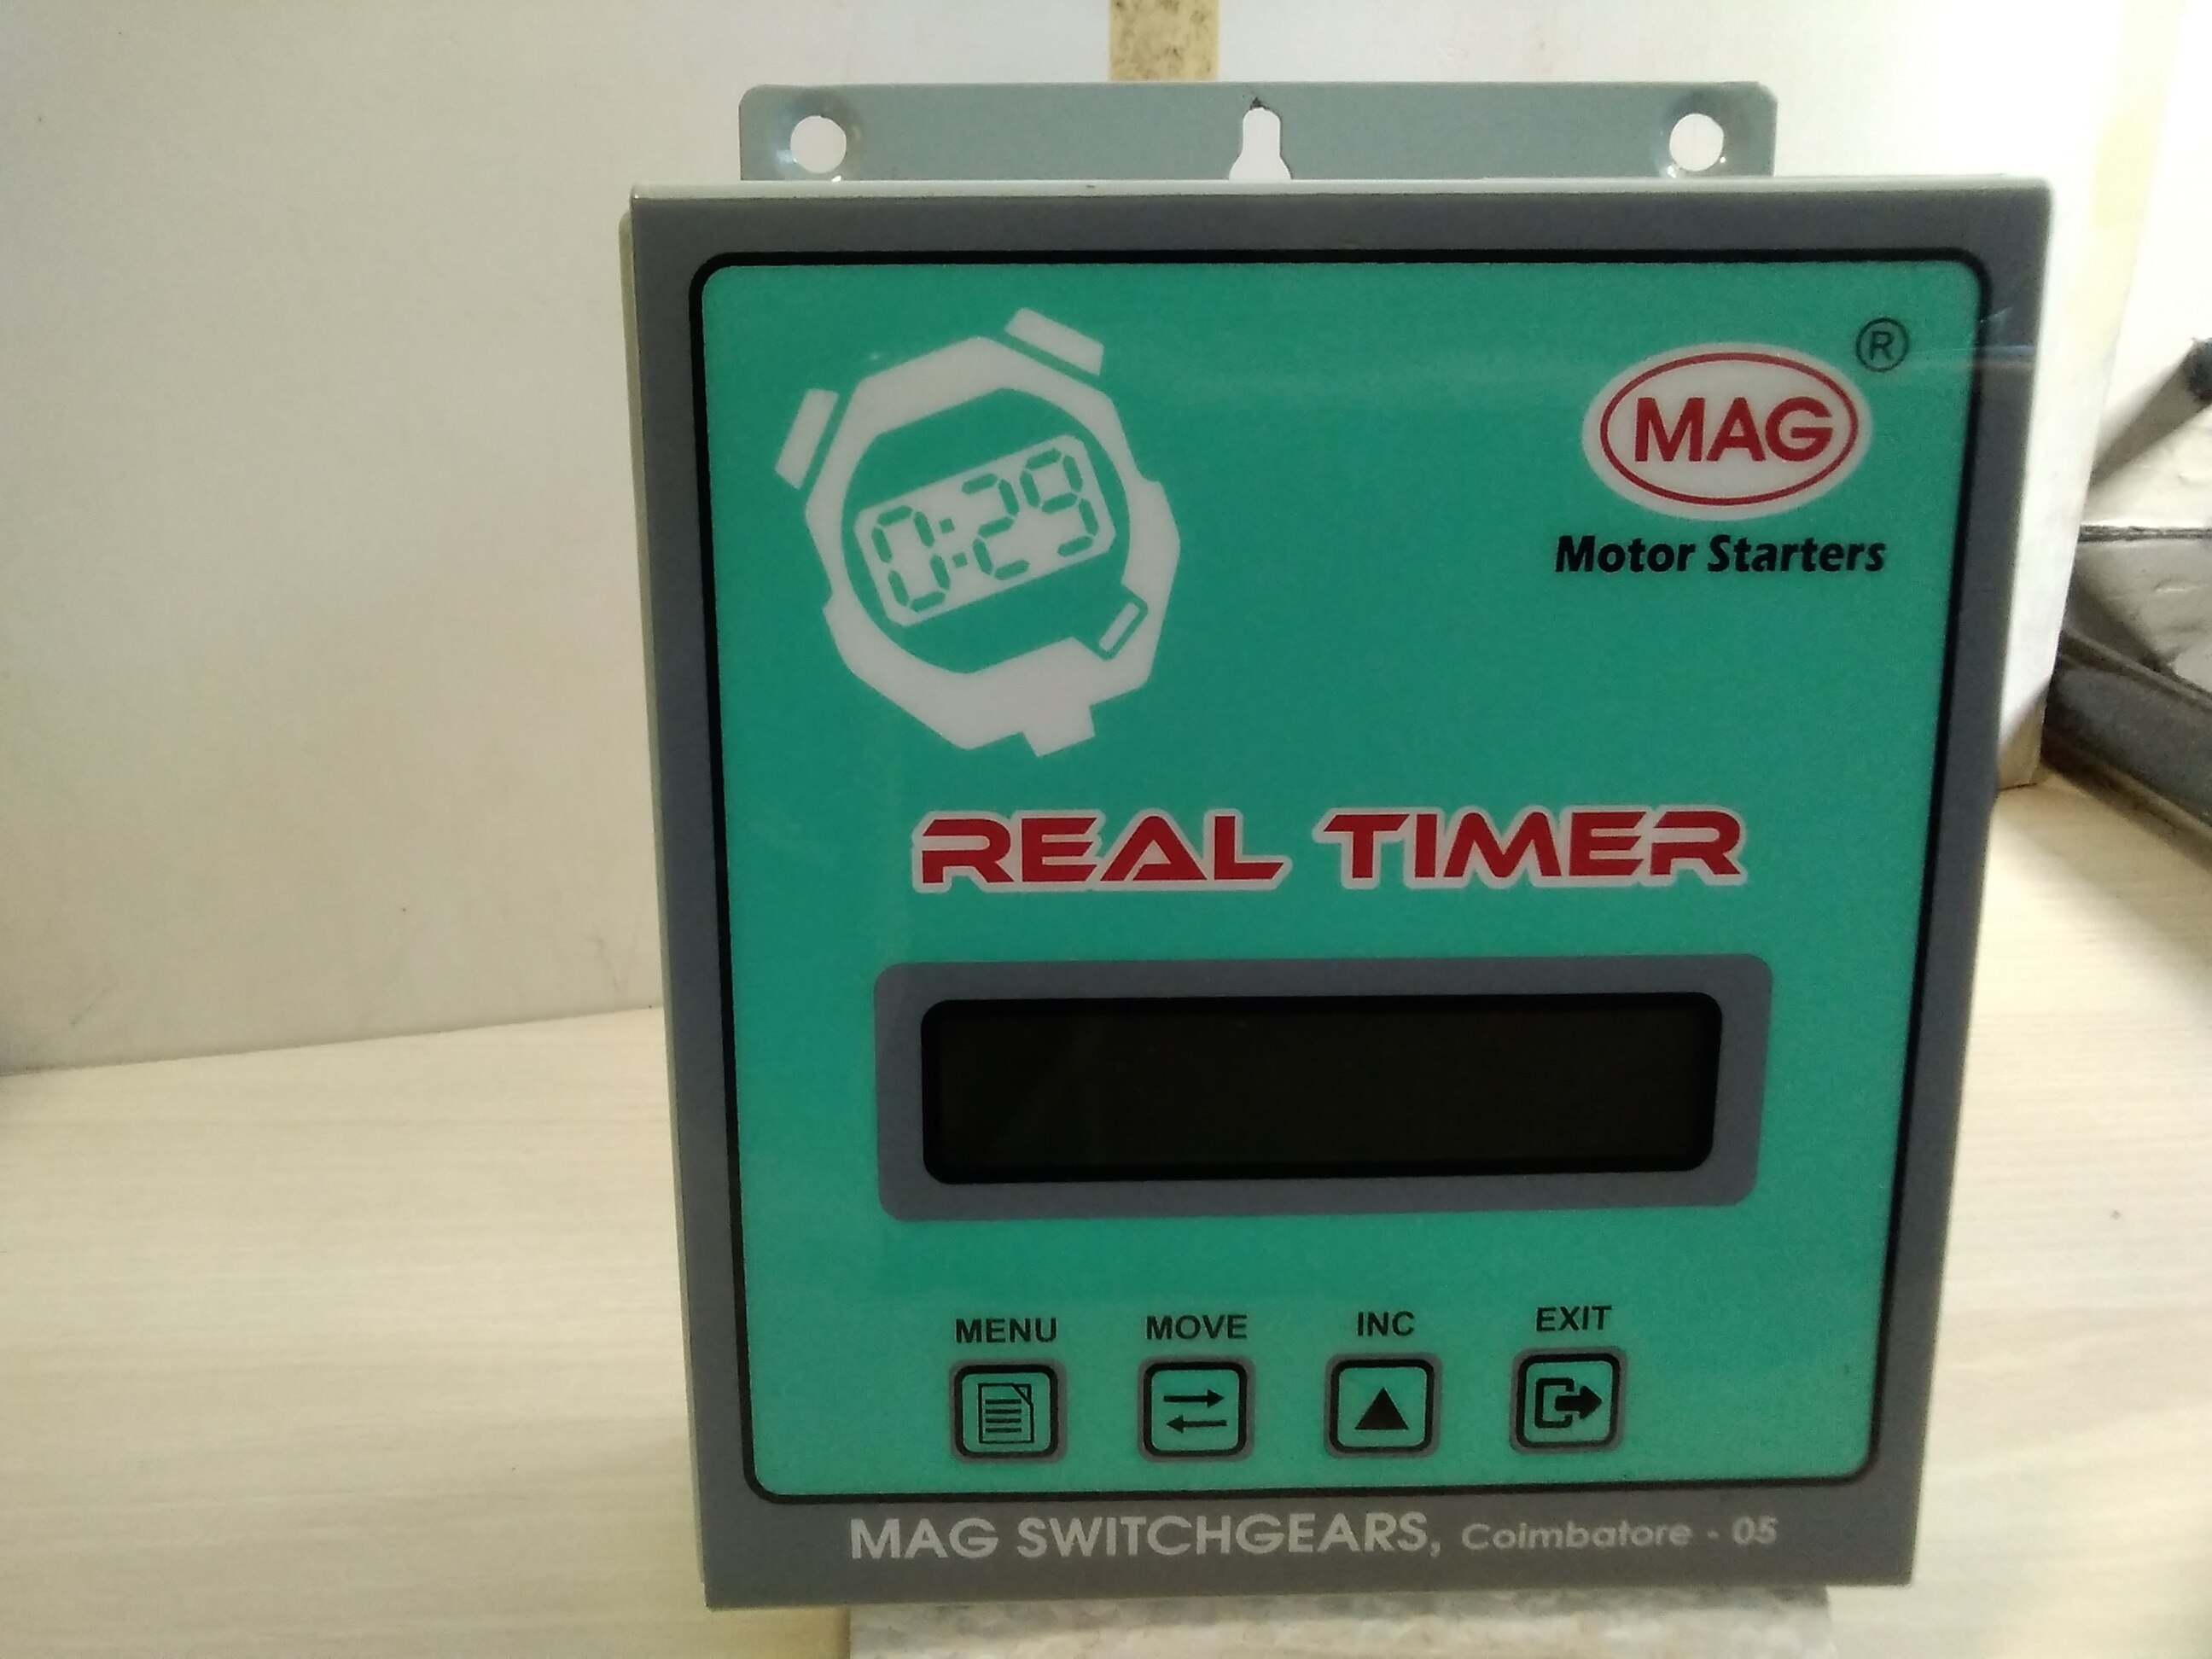 MAG ®
Motor Starters
0:29
REAL TIMER
MENU MOVE INC EXIT
MAG SWITCHGEARS, Coimbatore - 05